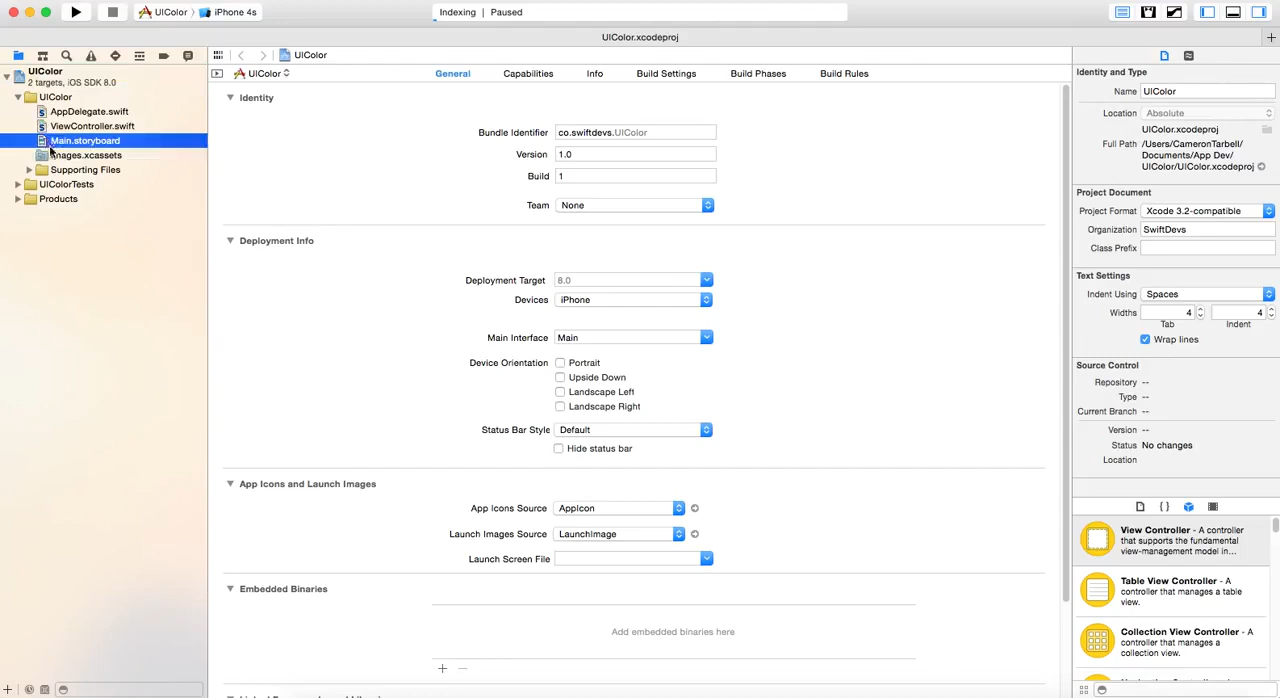 UIColor
iPhone 4s
Indexing | Paused
UIColor.xcodeproj
UIColor
2 targets, iOS SDK 8.0
UIColor
AppDelegate.swift
ViewController.swift
Main.storyboard
Images.xcassets
Supporting Files
UIColorTests
Products
UIColor
UIColor
General
Capabilities
Info
Build Settings
Build Phases
Build Rules
Identity
Bundle Identifier co.swiftdevs.UIColor
Version 1.0
Build 1
Team None
Deployment Info
Deployment Target 8.0
Devices iPhone
Main Interface Main
Device Orientation Portrait
Upside Down
Landscape Left
Landscape Right
Status Bar Style Default
Hide status bar
App Icons and Launch Images
App Icons Source AppIcon
Launch Images Source LaunchImage
Launch Screen File
Embedded Binaries
Add embedded binaries here
Identity and Type
Name UIColor
Location Absolute
UIColor.xcodeproj
Full Path /Users/CameronTarbell/
Documents/App Dev/
UIColor/UIColor.xcodeproj
Project Document
Project Format Xcode 3.2-compatible
Organization SwiftDevs
Class Prefix
Text Settings
Indent Using Spaces
Widths 4 4
Tab Indent
Wrap lines
Source Control
Repository --
Type --
Current Branch --
Version --
Status No changes
Location
{ }
View Controller - A controller
that supports the fundamental
view-management model in...
Table View Controller - A
controller that manages a table
view.
Collection View Controller - A
controller that manages a
collection view.